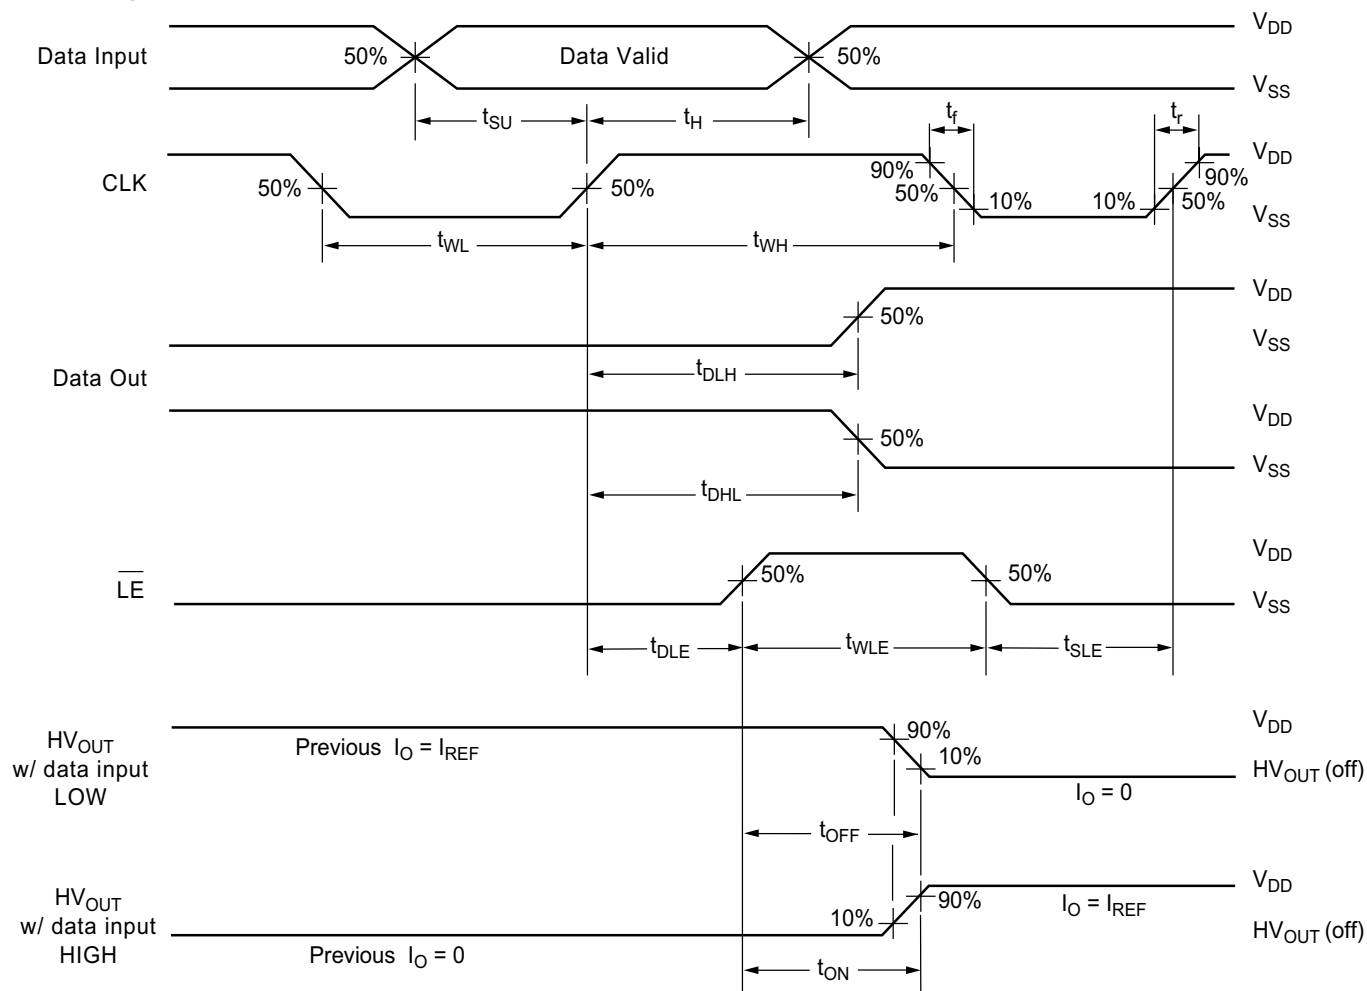 V_DD
Data Input 50% Data Valid 50%
V_SS
t_SU t_H t_f t_r
V_DD
CLK 50% 50% 90% 50% 10% 10% 50% 90%
V_SS
t_WL t_WH
V_DD
50%
V_SS
Data Out t_DLH
V_DD
50%
V_SS
t_DHL
V_DD
L̅E̅ 50% 50%
V_SS
t_DLE t_WLE t_SLE
V_DD
HV_OUT Previous I_O = I_REF 90%
w/ data input 10% HV_OUT (off)
LOW I_O = 0
t_OFF
V_DD
HV_OUT 90% I_O = I_REF
w/ data input 10% HV_OUT (off)
HIGH Previous I_O = 0
t_ON